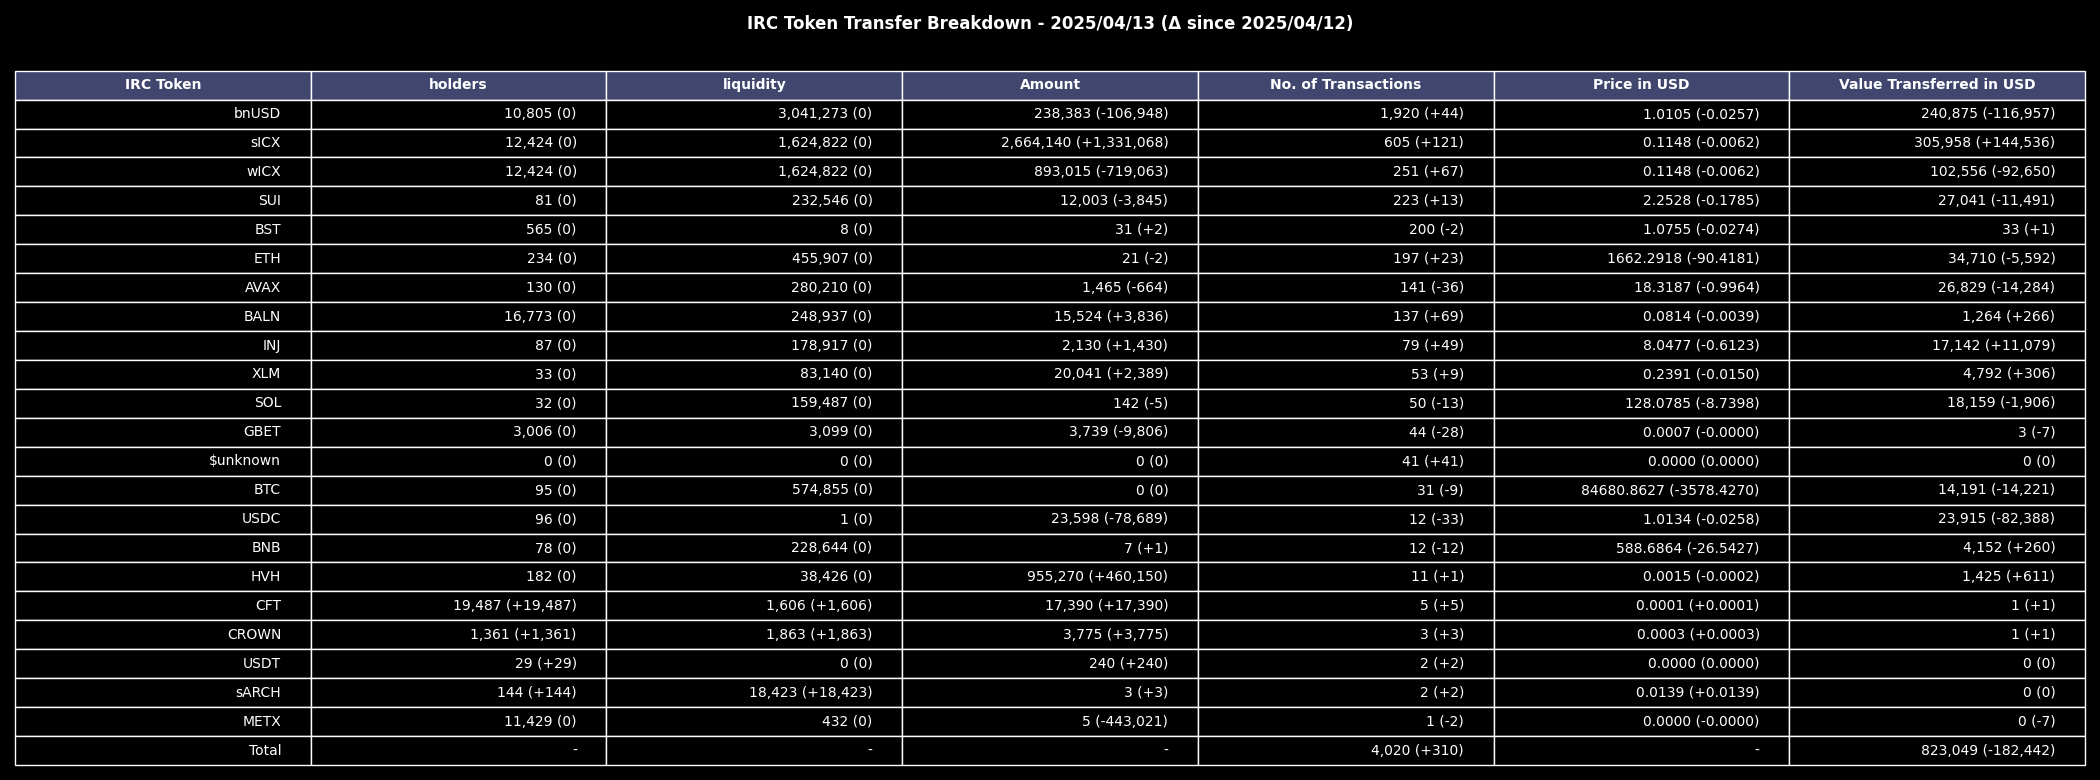 IRC Token Transfer Breakdown - 2025/04/13 (Δ since 2025/04/12)
IRC Token holders liquidity Amount No. of Transactions Price in USD Value Transferred in USD
bnUSD 10,805 (0) 3,041,273 (0) 238,383 (-106,948) 1,920 (+44) 1.0105 (-0.0257) 240,875 (-116,957)
sICX 12,424 (0) 1,624,822 (0) 2,664,140 (+1,331,068) 605 (+121) 0.1148 (-0.0062) 305,958 (+144,536)
wICX 12,424 (0) 1,624,822 (0) 893,015 (-719,063) 251 (+67) 0.1148 (-0.0062) 102,556 (-92,650)
SUI 81 (0) 232,546 (0) 12,003 (-3,845) 223 (+13) 2.2528 (-0.1785) 27,041 (-11,491)
BST 565 (0) 8 (0) 31 (+2) 200 (-2) 1.0755 (-0.0274) 33 (+1)
ETH 234 (0) 455,907 (0) 21 (-2) 197 (+23) 1662.2918 (-90.4181) 34,710 (-5,592)
AVAX 130 (0) 280,210 (0) 1,465 (-664) 141 (-36) 18.3187 (-0.9964) 26,829 (-14,284)
BALN 16,773 (0) 248,937 (0) 15,524 (+3,836) 137 (+69) 0.0814 (-0.0039) 1,264 (+266)
INJ 87 (0) 178,917 (0) 2,130 (+1,430) 79 (+49) 8.0477 (-0.6123) 17,142 (+11,079)
XLM 33 (0) 83,140 (0) 20,041 (+2,389) 53 (+9) 0.2391 (-0.0150) 4,792 (+306)
SOL 32 (0) 159,487 (0) 142 (-5) 50 (-13) 128.0785 (-8.7398) 18,159 (-1,906)
GBET 3,006 (0) 3,099 (0) 3,739 (-9,806) 44 (-28) 0.0007 (-0.0000) 3 (-7)
$unknown 0 (0) 0 (0) 0 (0) 41 (+41) 0.0000 (0.0000) 0 (0)
BTC 95 (0) 574,855 (0) 0 (0) 31 (-9) 84680.8627 (-3578.4270) 14,191 (-14,221)
USDC 96 (0) 1 (0) 23,598 (-78,689) 12 (-33) 1.0134 (-0.0258) 23,915 (-82,388)
BNB 78 (0) 228,644 (0) 7 (+1) 12 (-12) 588.6864 (-26.5427) 4,152 (+260)
HVH 182 (0) 38,426 (0) 955,270 (+460,150) 11 (+1) 0.0015 (-0.0002) 1,425 (+611)
CFT 19,487 (+19,487) 1,606 (+1,606) 17,390 (+17,390) 5 (+5) 0.0001 (+0.0001) 1 (+1)
CROWN 1,361 (+1,361) 1,863 (+1,863) 3,775 (+3,775) 3 (+3) 0.0003 (+0.0003) 1 (+1)
USDT 29 (+29) 0 (0) 240 (+240) 2 (+2) 0.0000 (0.0000) 0 (0)
sARCH 144 (+144) 18,423 (+18,423) 3 (+3) 2 (+2) 0.0139 (+0.0139) 0 (0)
METX 11,429 (0) 432 (0) 5 (-443,021) 1 (-2) 0.0000 (-0.0000) 0 (-7)
Total - - - 4,020 (+310) - 823,049 (-182,442)